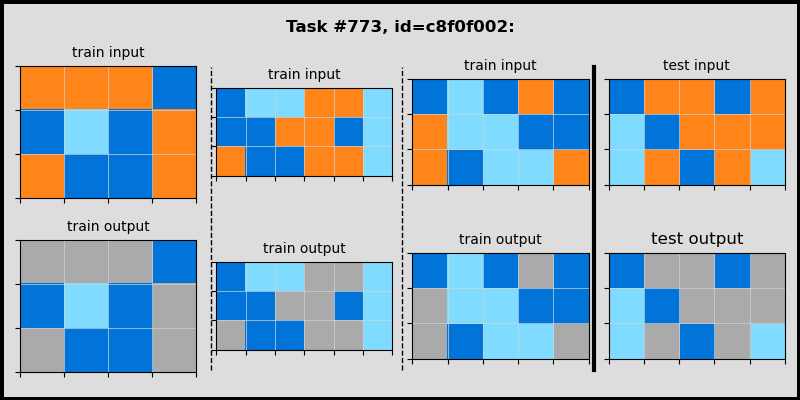 Task #773, id=c8f0f002:
train input
train input
train input
test input
train output
train output
train output
test output